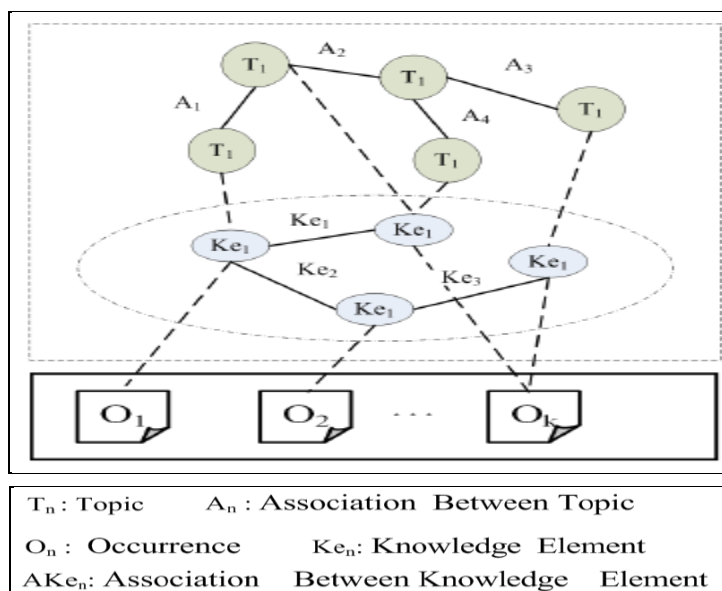 A₂
T₁
T₁
A₃
A₁
T₁
A₄
T₁
T₁
Ke₁
Ke₁
Ke₁
Ke₂
Ke₃
Ke₁
Ke₁
O₁
O₂
...
Oₖ
Tₙ : Topic Aₙ : Association Between Topic
Oₙ : Occurrence Keₙ: Knowledge Element
AKeₙ: Association Between Knowledge Element